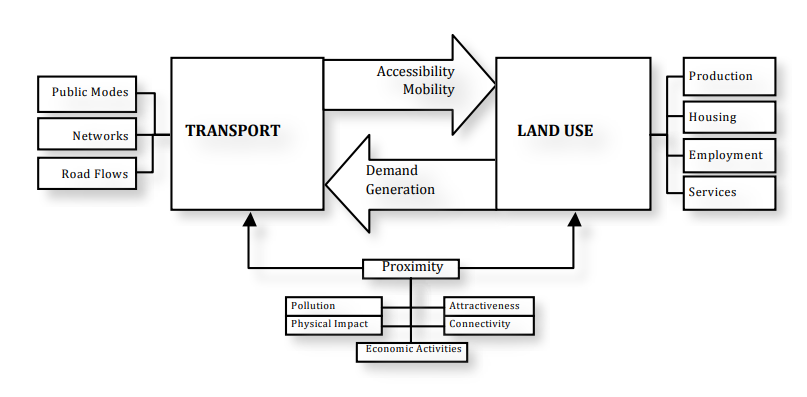 Public Modes
Networks
Road Flows
TRANSPORT
Accessibility
Mobility
Demand
Generation
LAND USE
Production
Housing
Employment
Services
Proximity
Pollution
Physical Impact
Attractiveness
Connectivity
Economic Activities